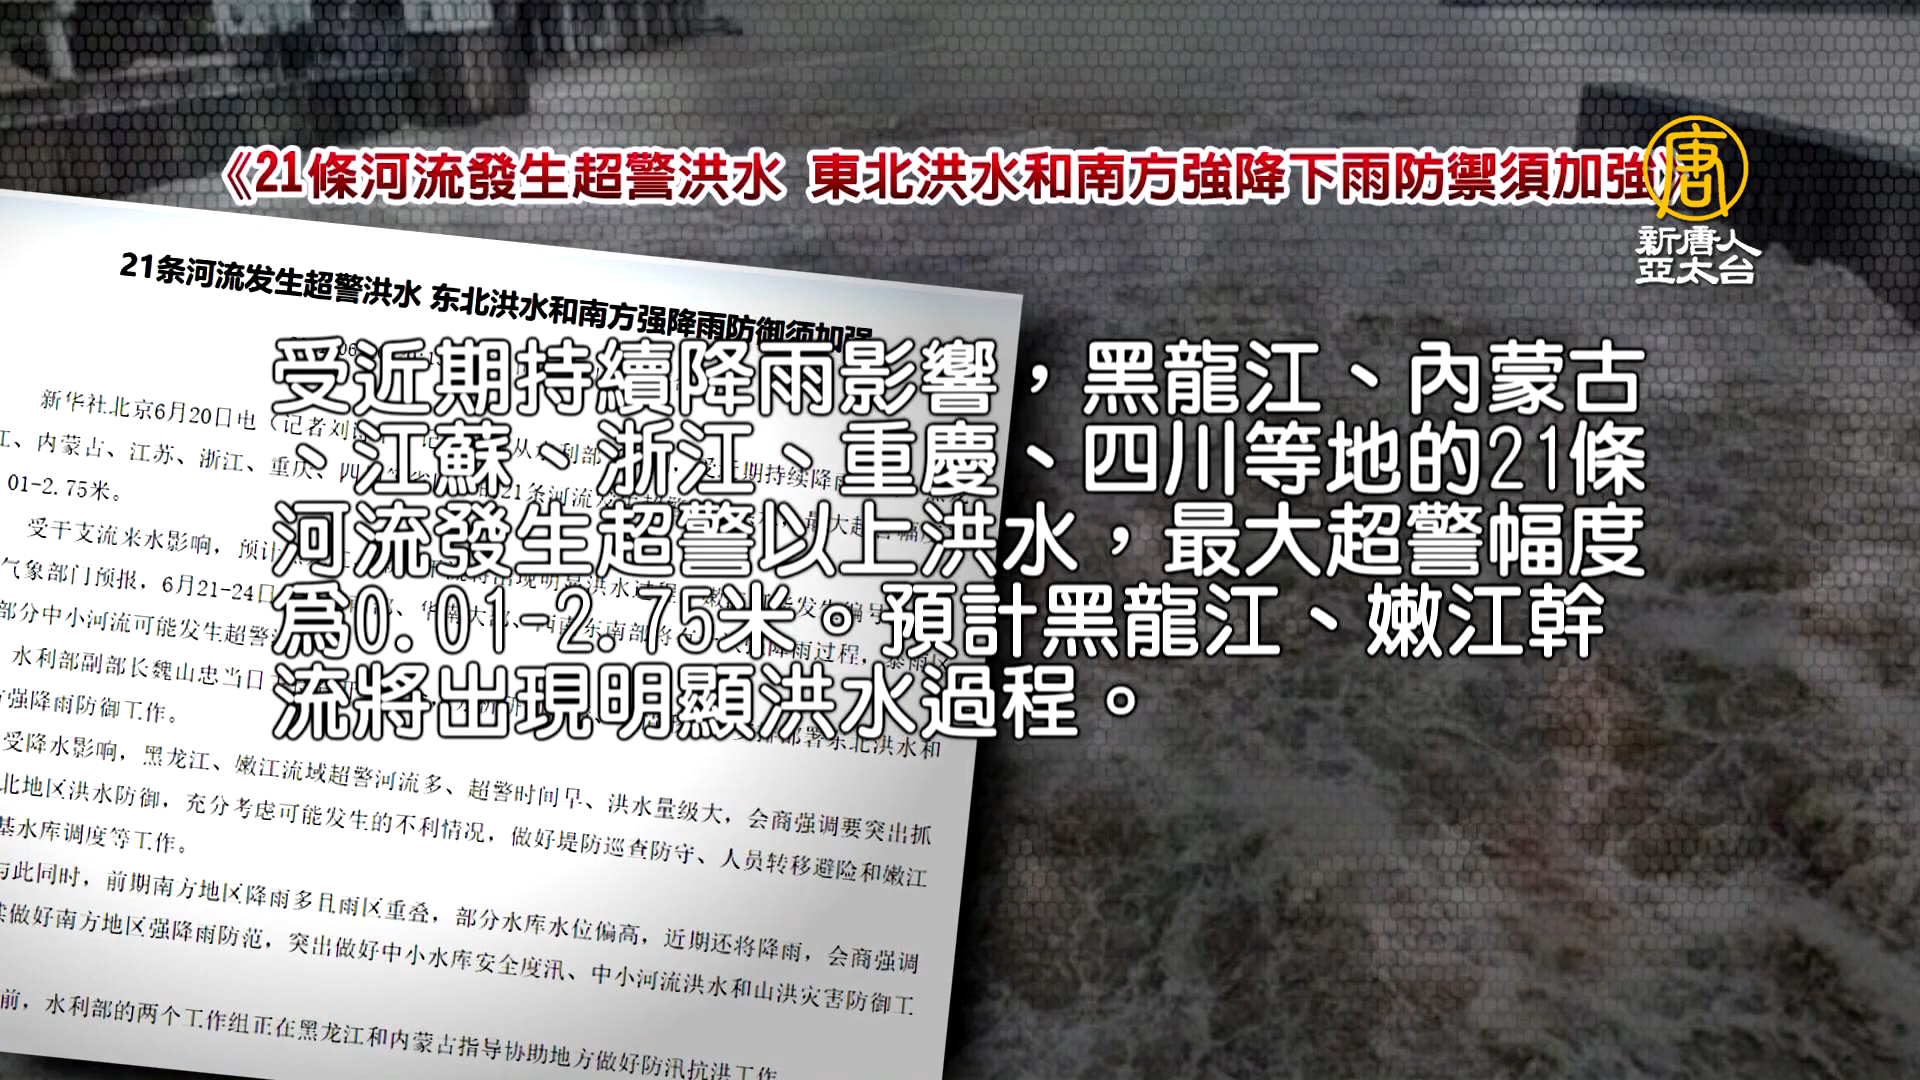 《21條河流發生超警洪水 東北洪水和南方強降下雨防禦須加強》
唐
新唐人
亞太台
21条河流发生超警洪水 东北洪水和南方强降雨防御须加强
受近期持續降雨影響，黑龍江、內蒙古
、江蘇、浙江、重慶、四川等地的21條
河流發生超警以上洪水，最大超警幅度
為0.01-2.75米。預計黑龍江、嫩江幹
流將出現明顯洪水過程。
新华社北京6月20日电（记者刘
江、内蒙古、江苏、浙江、重庆、四
01-2.75米。
受干支流来水影响，预计
气象部门预报，6月21-24日
部分中小河流可能发生超警
水利部副部长魏山忠当日
强降雨防御工作。
受降水影响，黑龙江、嫩江流域超警河流多、超警时间早、洪水量级大，会商强调要突出抓
北地区洪水防御，充分考虑可能发生的不利情况，做好堤防巡查防守、人员转移避险和嫩江
基水库调度等工作。
与此同时，前期南方地区降雨多且雨区重叠，部分水库水位偏高，近期还将降雨，会商强调
做好南方地区强降雨防范，突出做好中小水库安全度汛、中小河流洪水和山洪灾害防御工
前，水利部的两个工作组正在黑龙江和内蒙古指导协助地方做好防汛抗洪工作